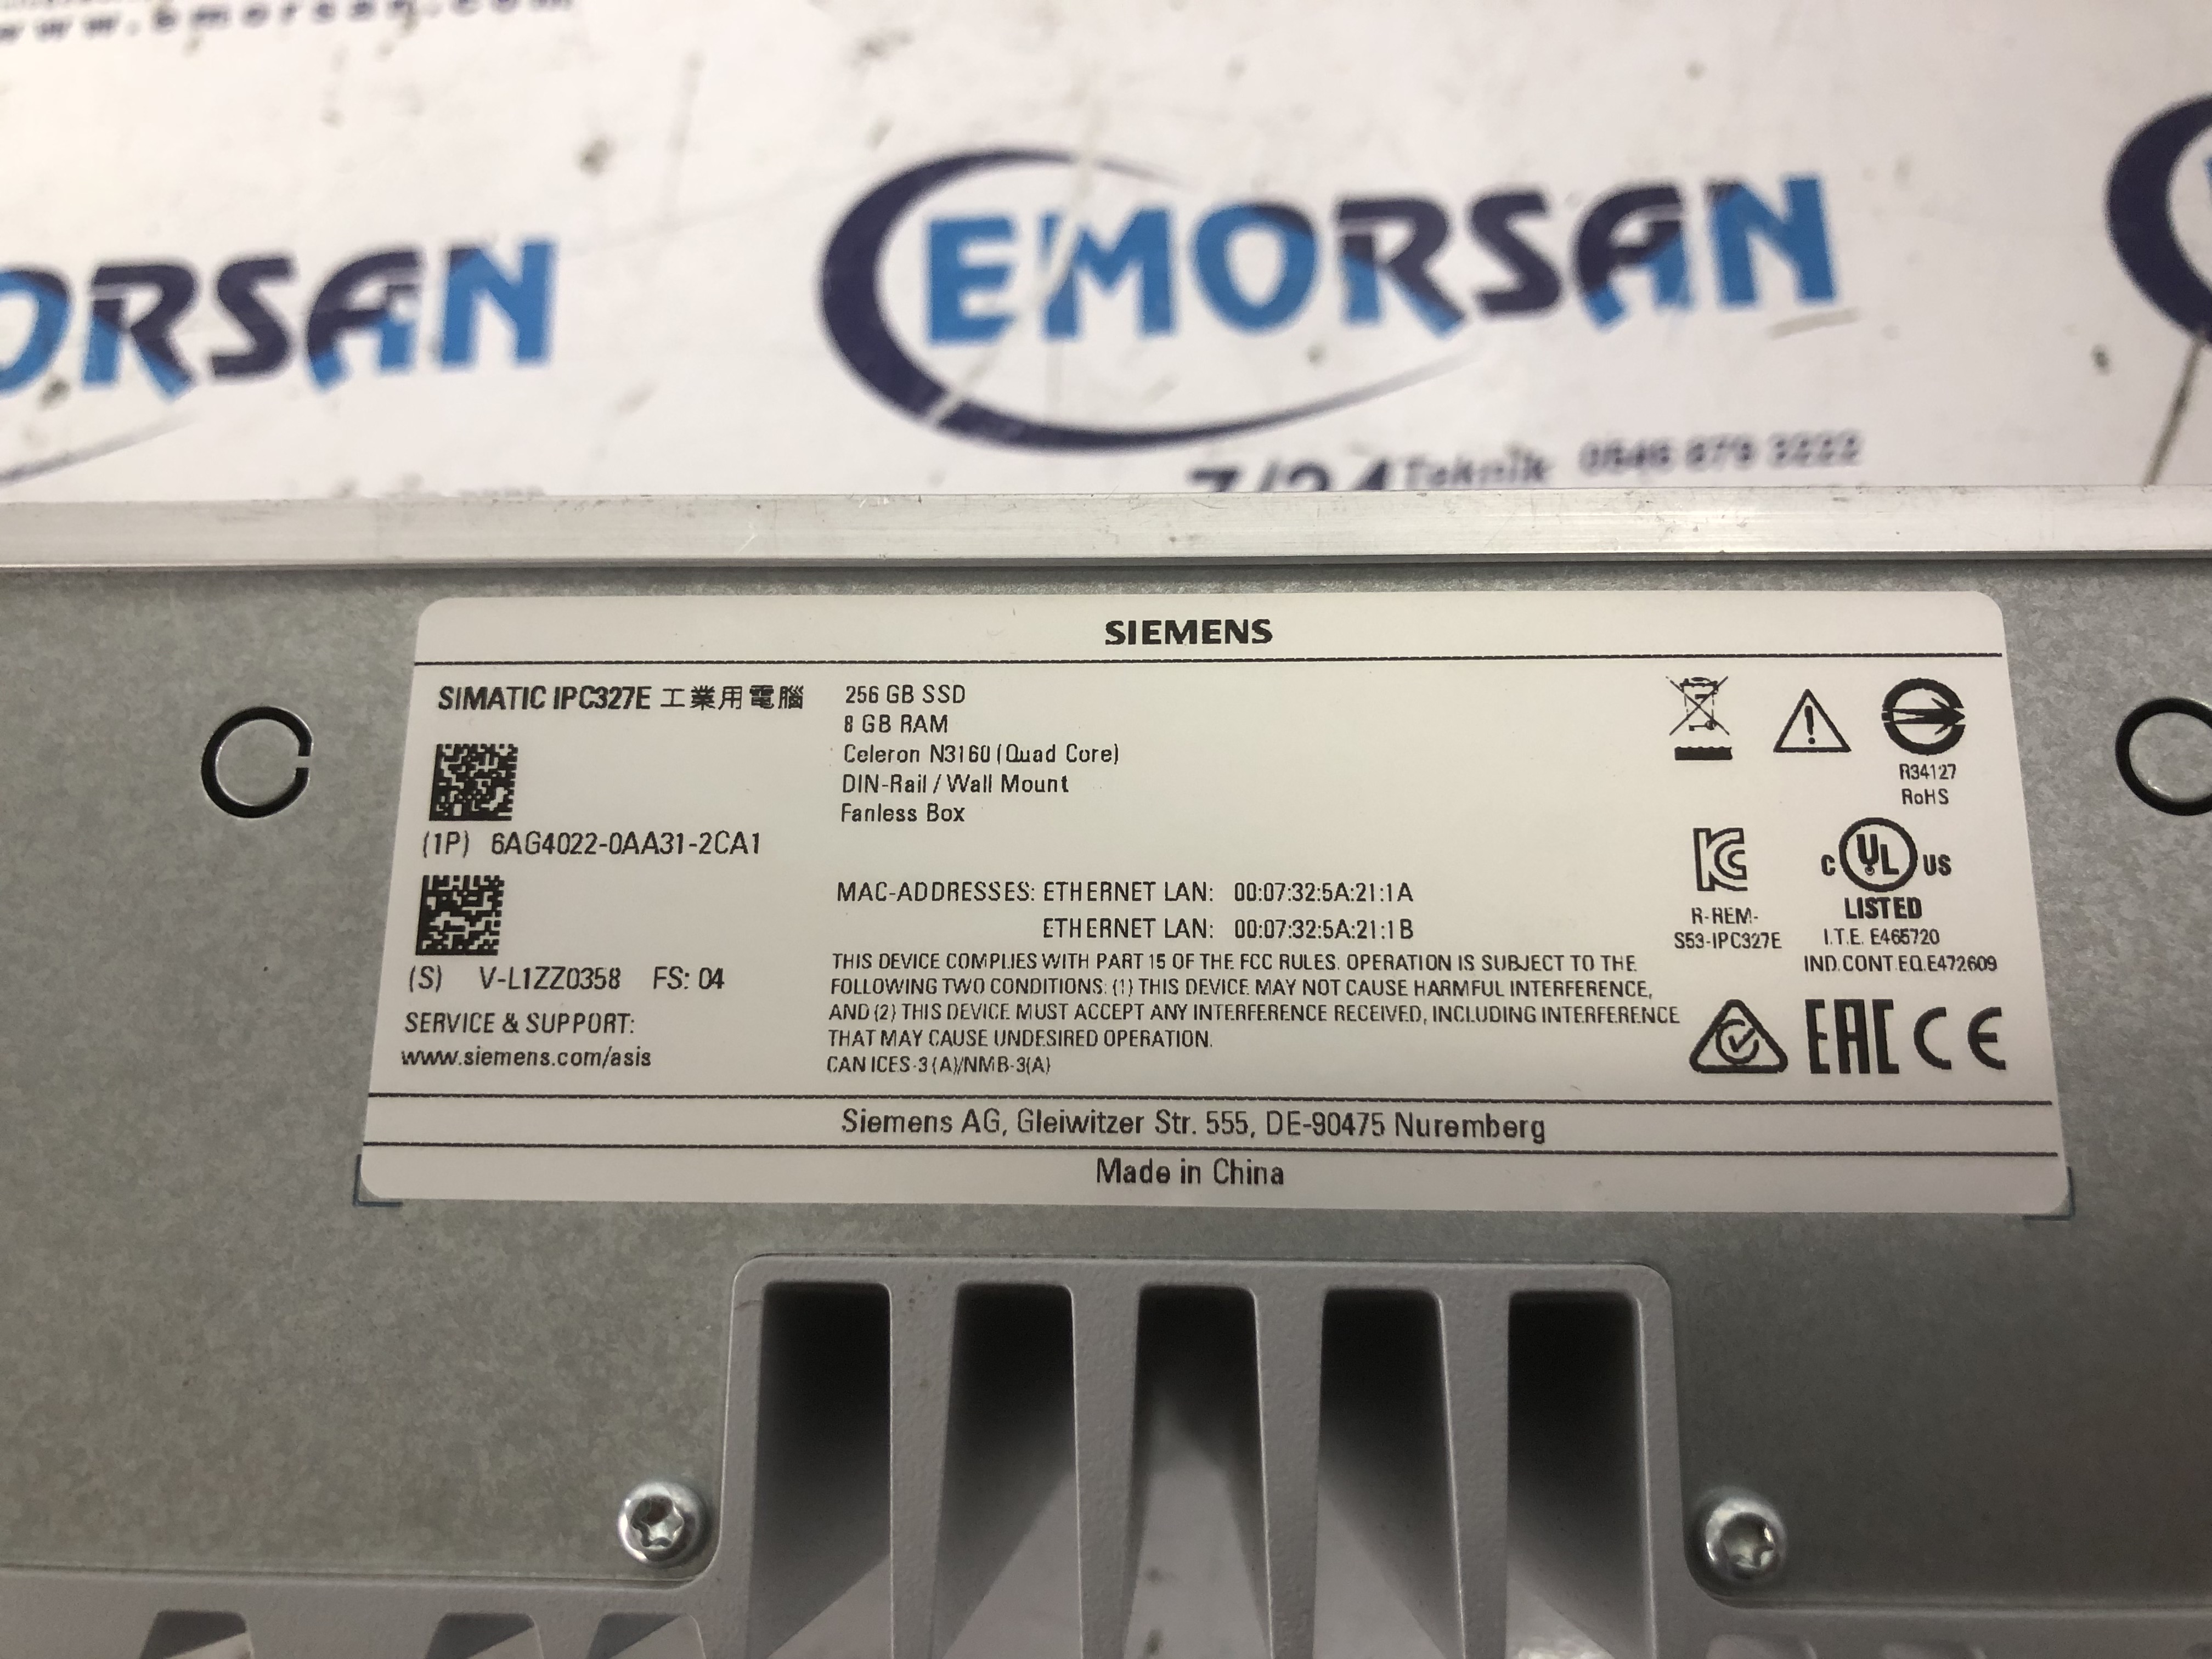 www.emorsan.com
ORSAN
EMORSAN
7/24 Teknik
SIEMENS
SIMATIC IPC327E 工業用電腦
256 GB SSD
8 GB RAM
Celeron N3160 (Quad Core)
DIN-Rail / Wall Mount
Fanless Box
(1P) 6AG4022-0AA31-2CA1
(S) V-L1ZZ0358 FS: 04
SERVICE & SUPPORT:
www.siemens.com/asis
MAC-ADDRESSES: ETHERNET LAN: 00:07:32:5A:21:1A
ETHERNET LAN: 00:07:32:5A:21:1B
THIS DEVICE COMPLIES WITH PART 15 OF THE FCC RULES. OPERATION IS SUBJECT TO THE
FOLLOWING TWO CONDITIONS: (1) THIS DEVICE MAY NOT CAUSE HARMFUL INTERFERENCE,
AND (2) THIS DEVICE MUST ACCEPT ANY INTERFERENCE RECEIVED, INCLUDING INTERFERENCE
THAT MAY CAUSE UNDESIRED OPERATION.
CAN ICES-3 (A)/NMB-3(A)
R34127
RoHS
R-REM-
S53-IPC327E
C UL US
LISTED
I.T.E. E465720
IND.CONT.EQ.E472609
EAC CE
Siemens AG, Gleiwitzer Str. 555, DE-90475 Nuremberg
Made in China